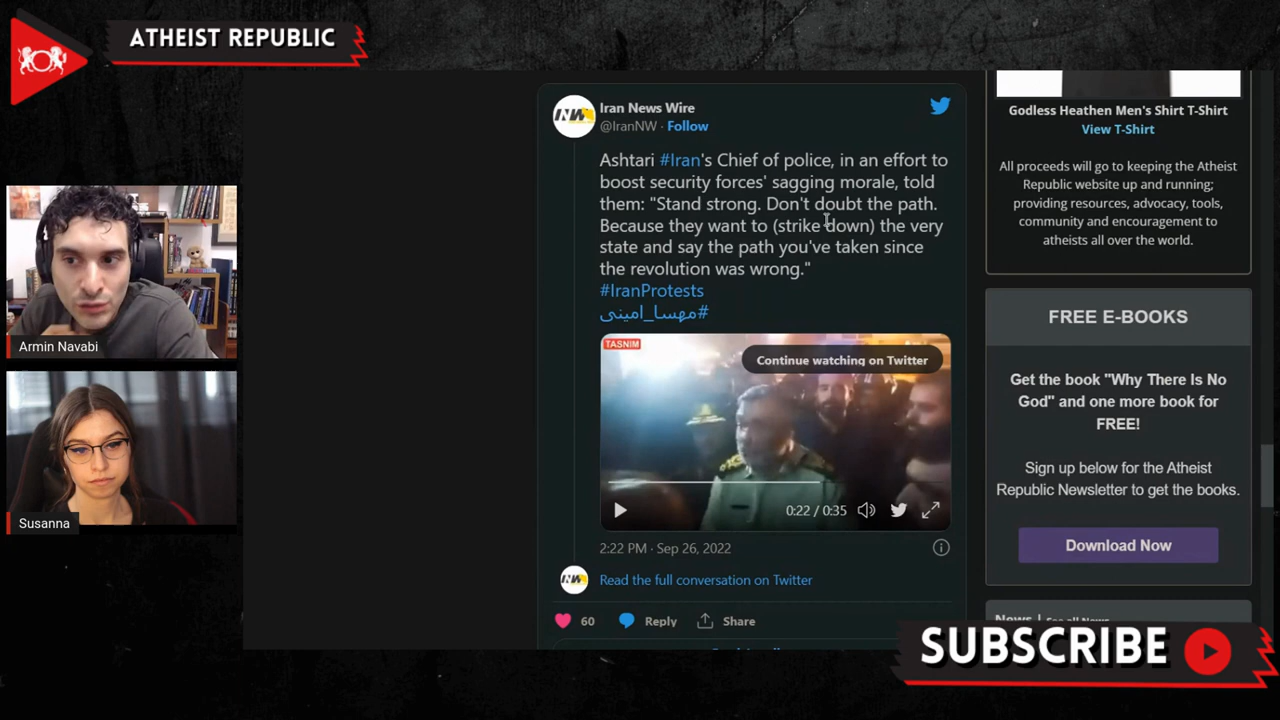 ATHEIST REPUBLIC
Armin Navabi
Susanna
Iran News Wire
@IranNW · Follow
Ashtari #Iran's Chief of police, in an effort to
boost security forces' sagging morale, told
them: "Stand strong. Don't doubt the path.
Because they want to (strike down) the very
state and say the path you've taken since
the revolution was wrong."
#IranProtests
#مهسا_امینی
TASNIM
Continue watching on Twitter
0:22 / 0:35
2:22 PM · Sep 26, 2022
NW
Read the full conversation on Twitter
60
Reply
Share
Godless Heathen Men's Shirt T-Shirt
View T-Shirt
All proceeds will go to keeping the Atheist
Republic website up and running;
providing resources, advocacy, tools,
community and encouragement to
atheists all over the world.
FREE E-BOOKS
Get the book "Why There Is No
God" and one more book for
FREE!
Sign up below for the Atheist
Republic Newsletter to get the books.
Download Now
SUBSCRIBE